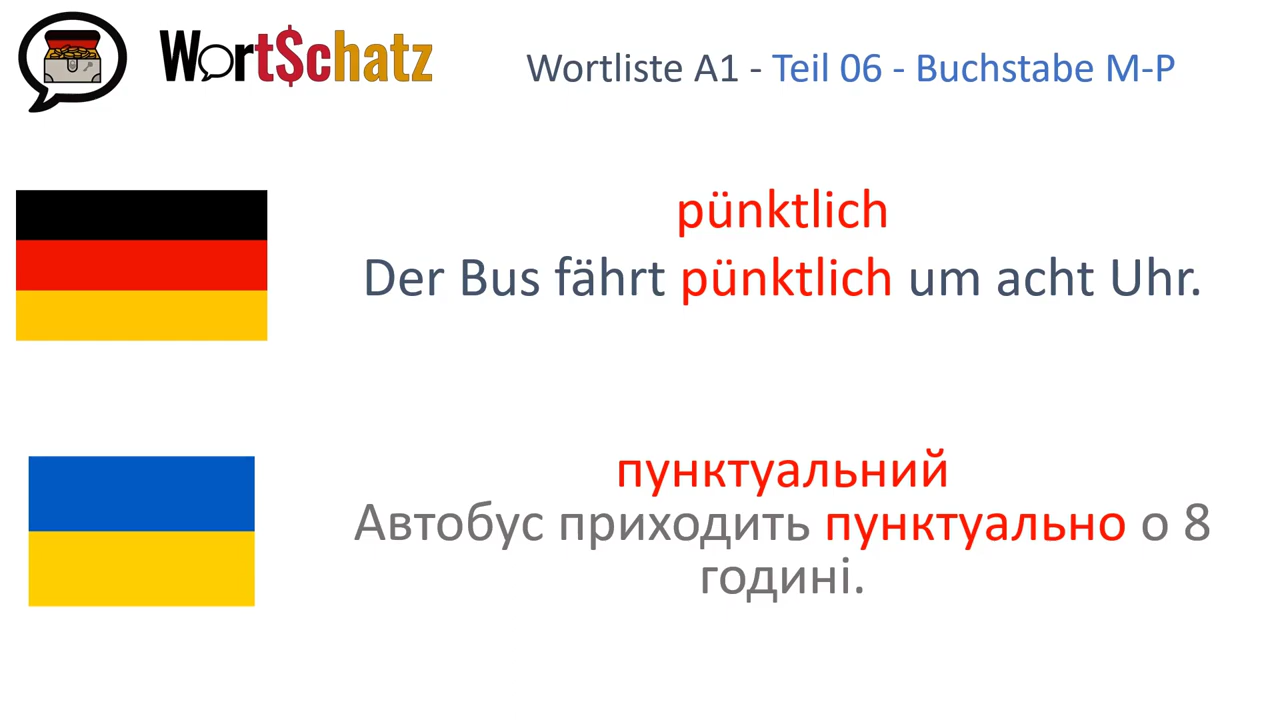 WortSchatz
Wortliste A1 - Teil 06 - Buchstabe M-P
pünktlich
Der Bus fährt pünktlich um acht Uhr.
пунктуальний
Автобус приходить пунктуально о 8
годині.